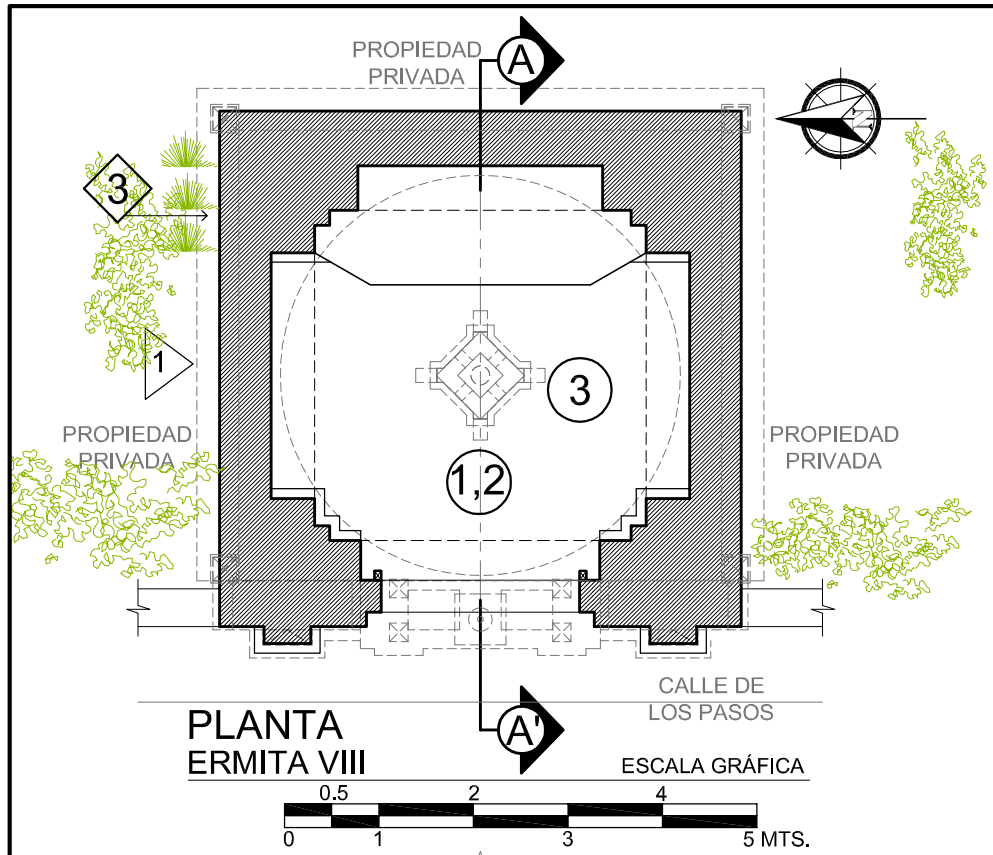 PROPIEDAD
PRIVADA
A
N
3
1
3
PROPIEDAD
PRIVADA
1,2
PROPIEDAD
PRIVADA
CALLE DE
LOS PASOS
A'
PLANTA
ERMITA VIII
ESCALA GRÁFICA
0.5 2 4
0 1 3 5 MTS.